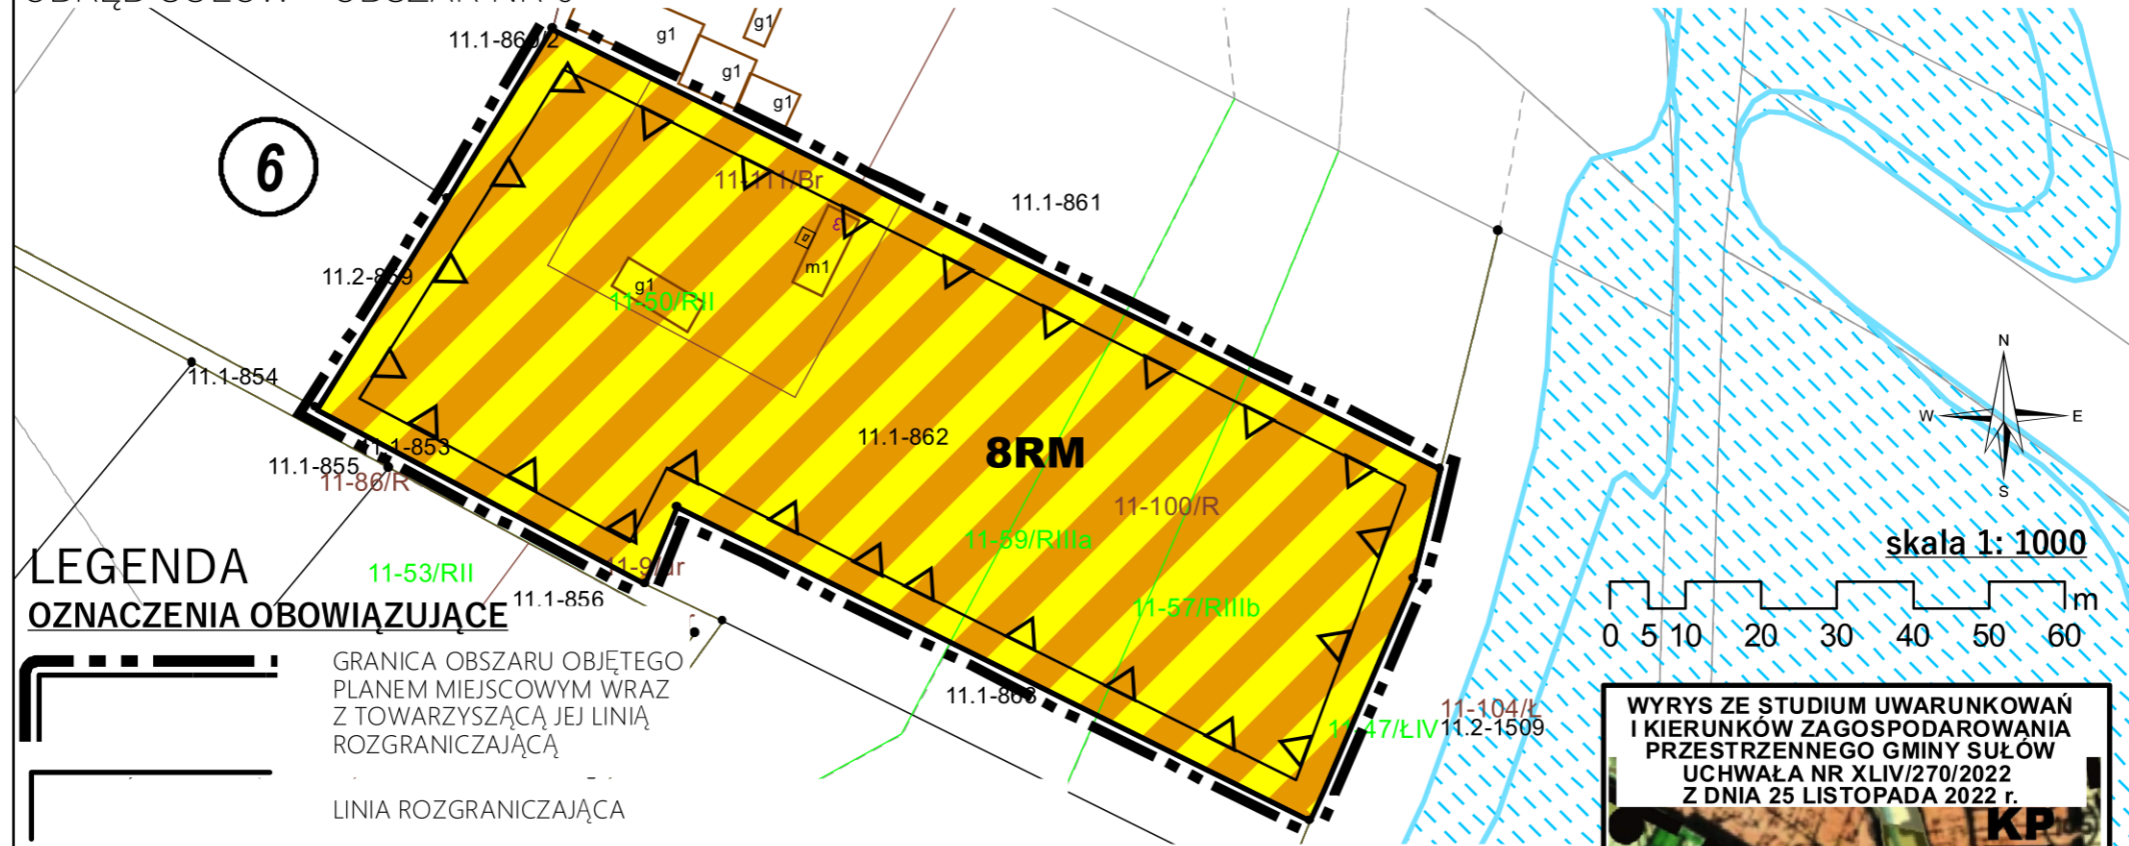 g1
11.1-860/2
g1
g1
g1
6
11-111/Br
11.1-861
ε
m1
11.2-859
g1
11-50/RII
N
W
E
S
11.1-854
11.1-862
8RM
11.1-853
11.1-855
11-86/R
11-100/R
11-59/RIIIa
skala 1: 1000
m
0 5 10 20 30 40 50 60
LEGENDA
11-53/RII
11.1-856
OZNACZENIA OBOWIĄZUJĄCE
11-57/RIIIb
GRANICA OBSZARU OBJĘTEGO
PLANEM MIEJSCOWYM WRAZ
Z TOWARZYSZĄCĄ JEJ LINIĄ
ROZGRANICZAJĄCĄ
11.1-863
11-47/ŁIV
11-104/Ł
11.2-1509
LINIA ROZGRANICZAJĄCA
WYRYS ZE STUDIUM UWARUNKOWAŃ
I KIERUNKÓW ZAGOSPODAROWANIA
PRZESTRZENNEGO GMINY SUŁÓW
UCHWAŁA NR XLIV/270/2022
Z DNIA 25 LISTOPADA 2022 r.
KP